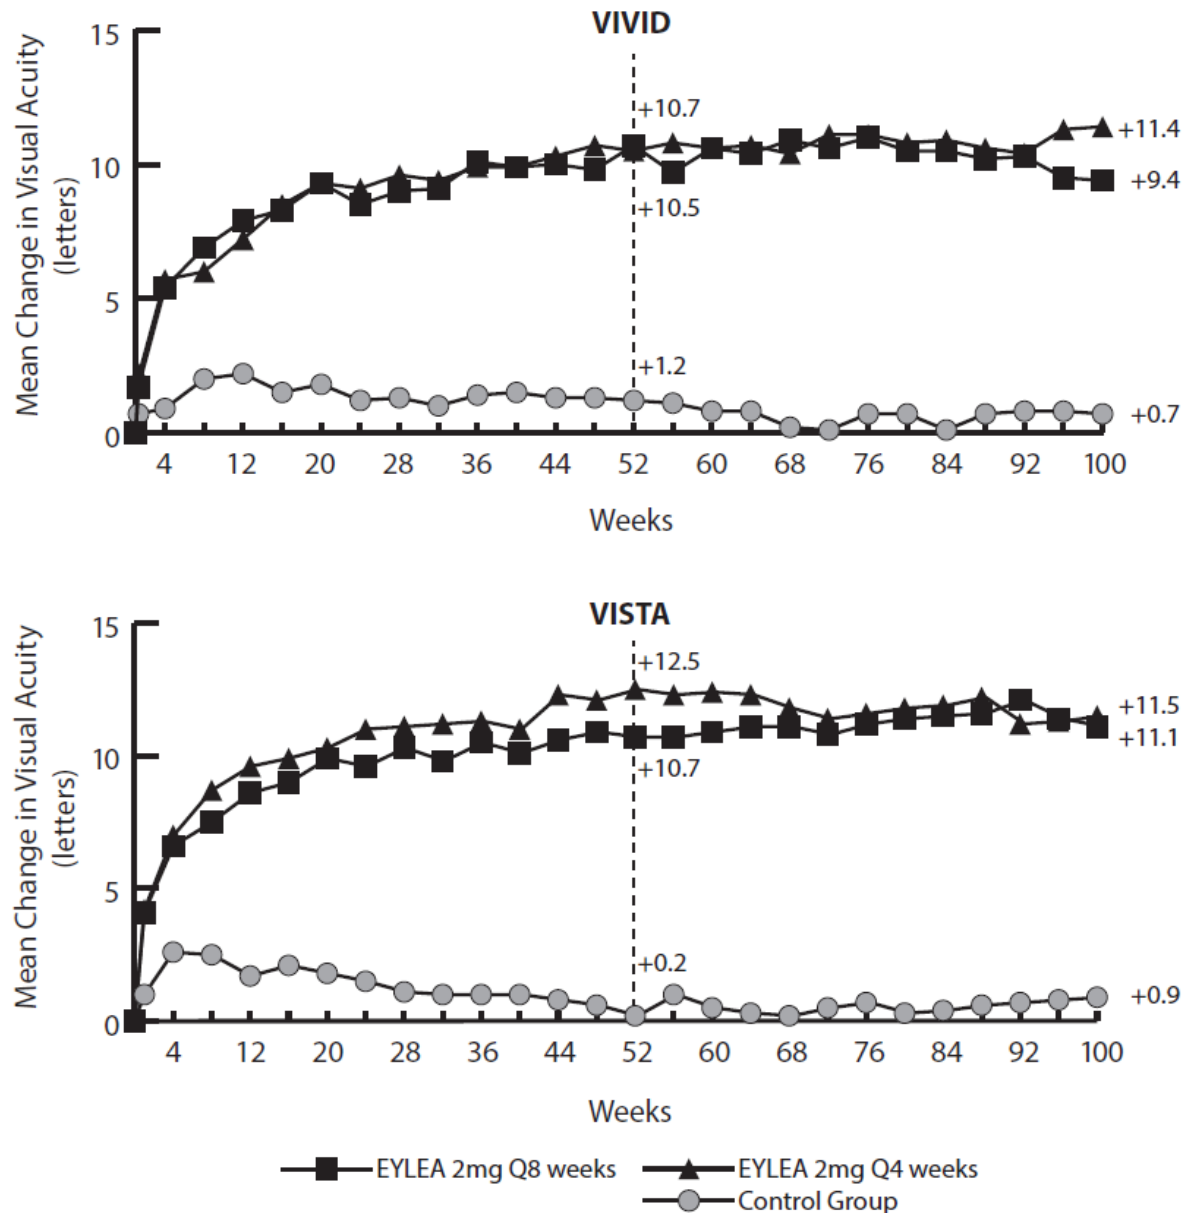 VIVID
Mean Change in Visual Acuity
(letters)
15
10
5
0
+10.7
+10.5
+1.2
+11.4
+9.4
+0.7
4 12 20 28 36 44 52 60 68 76 84 92 100
Weeks
VISTA
Mean Change in Visual Acuity
(letters)
15
10
5
0
+12.5
+10.7
+0.2
+11.5
+11.1
+0.9
4 12 20 28 36 44 52 60 68 76 84 92 100
Weeks
EYLEA 2mg Q8 weeks EYLEA 2mg Q4 weeks
Control Group